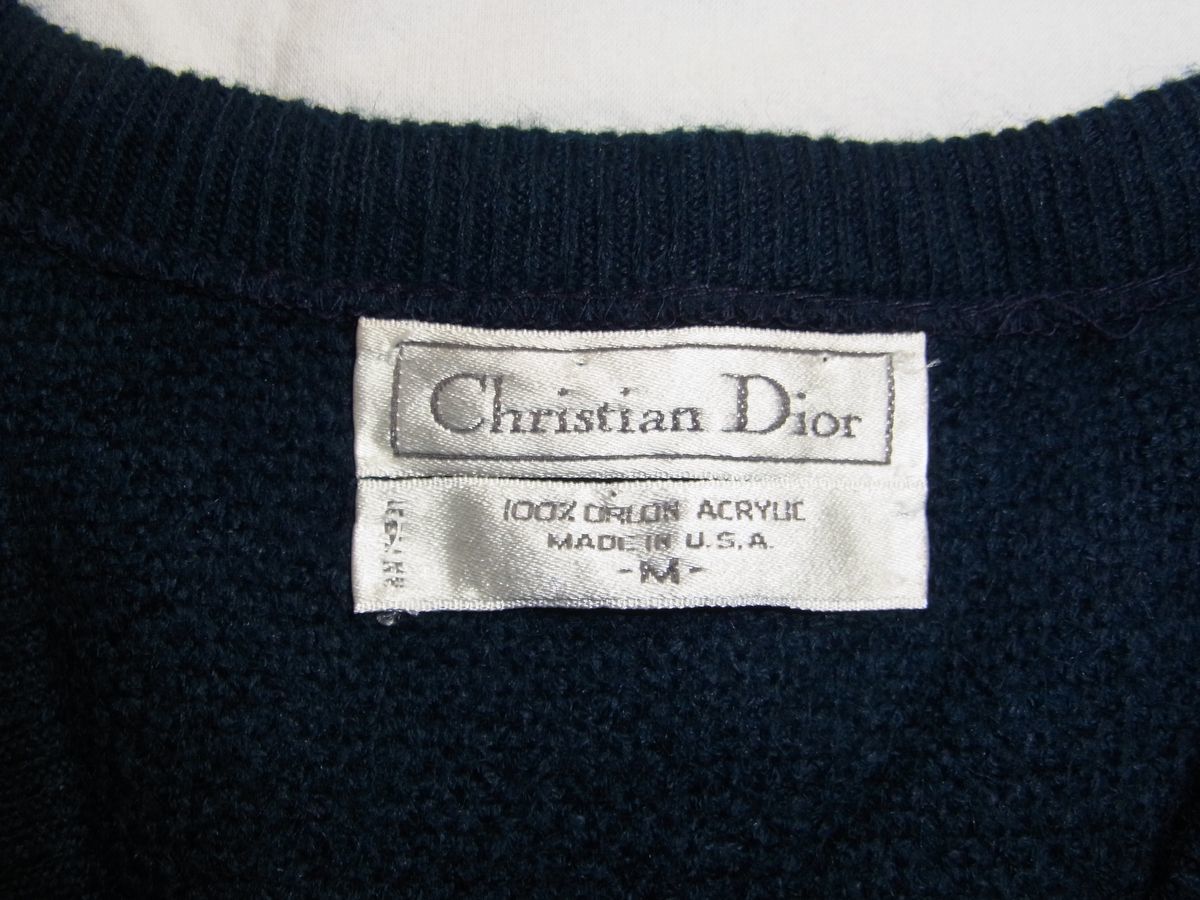 Christian Dior
100% ORLON ACRYLIC
MADE IN U.S.A.
-M-